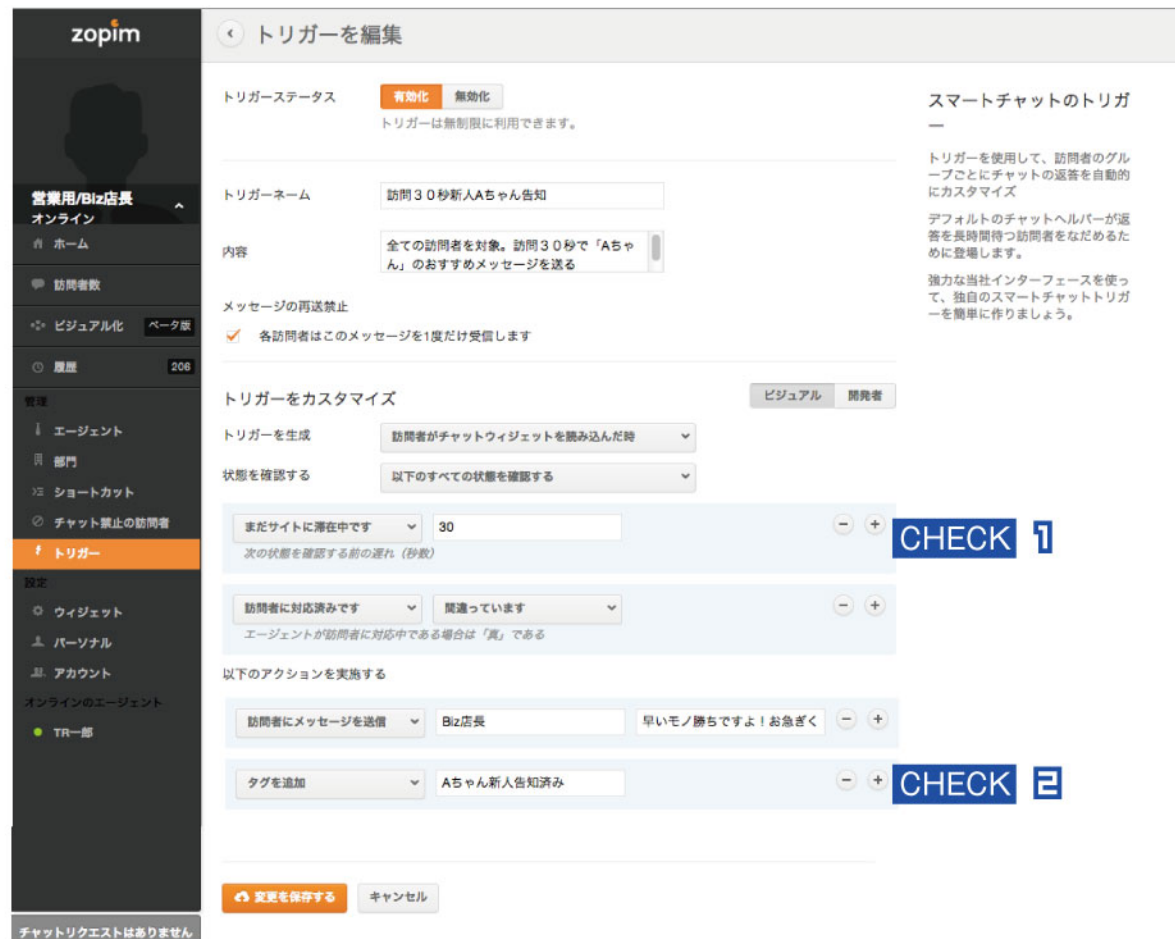 zopim
トリガーを編集
営業用/Biz店長
オンライン
ホーム
訪問者数
ビジュアル化 ベータ版
履歴 206
管理
エージェント
部門
ショートカット
チャット禁止の訪問者
トリガー
設定
ウィジェット
パーソナル
アカウント
オンラインのエージェント
TR一郎
チャットリクエストはありません
トリガーステータス 有効化 無効化
トリガーは無制限に利用できます。
トリガーネーム 訪問30秒新人Aちゃん告知
内容 全ての訪問者を対象。訪問30秒で「Aちゃ
ん」のおすすめメッセージを送る
メッセージの再送禁止
各訪問者はこのメッセージを1度だけ受信します
トリガーをカスタマイズ ビジュアル 開発者
トリガーを生成 訪問者がチャットウィジェットを読み込んだ時
状態を確認する 以下のすべての状態を確認する
まだサイトに滞在中です 30
CHECK 1
次の状態を確認する前の遅れ（秒数）
訪問者に対応済みです 間違っています
エージェントが訪問者に対応中である場合は「真」である
以下のアクションを実施する
訪問者にメッセージを送信 Biz店長 早いモノ勝ちですよ！お急ぎく
タグを追加 Aちゃん新人告知済み
CHECK 2
変更を保存する キャンセル
スマートチャットのトリガ
ー
トリガーを使用して、訪問者のグル
ープごとにチャットの返答を自動的
にカスタマイズ
デフォルトのチャットヘルパーが返
答を長時間待つ訪問者をなだめるた
めに登場します。
強力な当社インターフェースを使っ
て、独自のスマートチャットトリガ
ーを簡単に作りましょう。